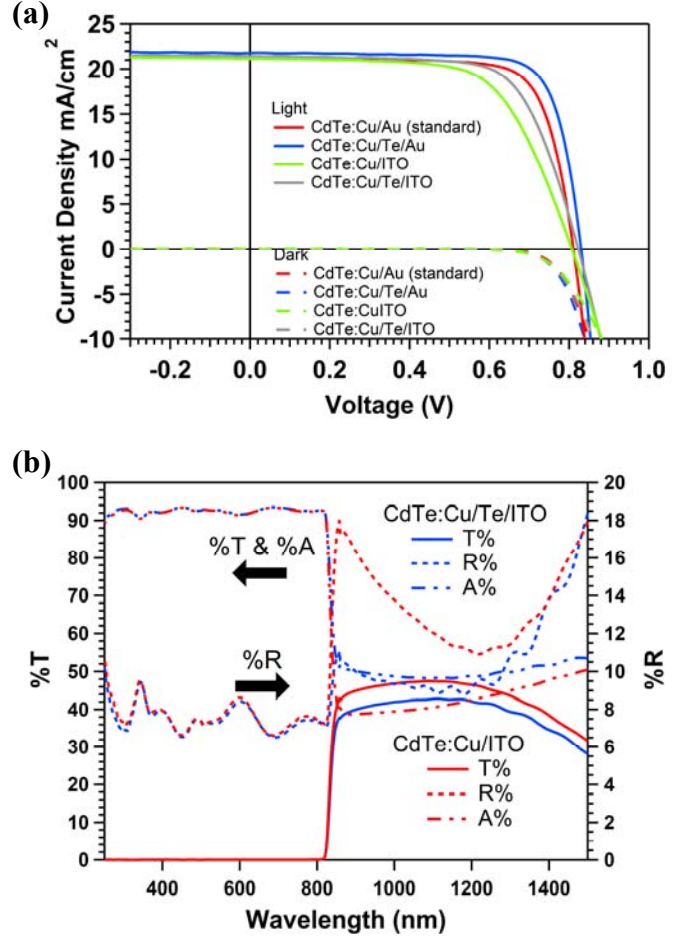 (a)
25
20
15
10
5
0
-5
-10
Current Density mA/cm²
Light
CdTe:Cu/Au (standard)
CdTe:Cu/Te/Au
CdTe:Cu/ITO
CdTe:Cu/Te/ITO
Dark
CdTe:Cu/Au (standard)
CdTe:Cu/Te/Au
CdTe:CuITO
CdTe:Cu/Te/ITO
-0.2 0.0 0.2 0.4 0.6 0.8 1.0
Voltage (V)
(b)
100
90
80
70
60
50
40
30
20
10
0
%T
%T & %A
%R
CdTe:Cu/Te/ITO
T%
R%
A%
CdTe:Cu/ITO
T%
R%
A%
20
18
16
14
12
10
8
6
4
2
0
%R
400 600 800 1000 1200 1400
Wavelength (nm)